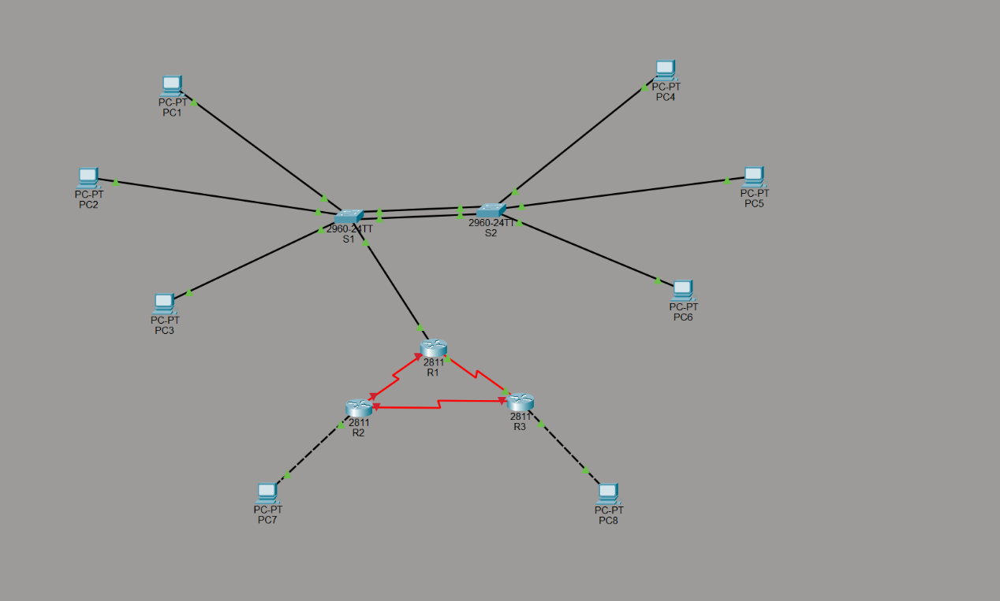 PC-PT
PC4
PC-PT
PC1
PC-PT
PC2
PC-PT
PC5
2960-24TT
S1
2960-24TT
S2
PC-PT
PC3
PC-PT
PC6
2811
R1
2811
R2
2811
R3
PC-PT
PC7
PC-PT
PC8